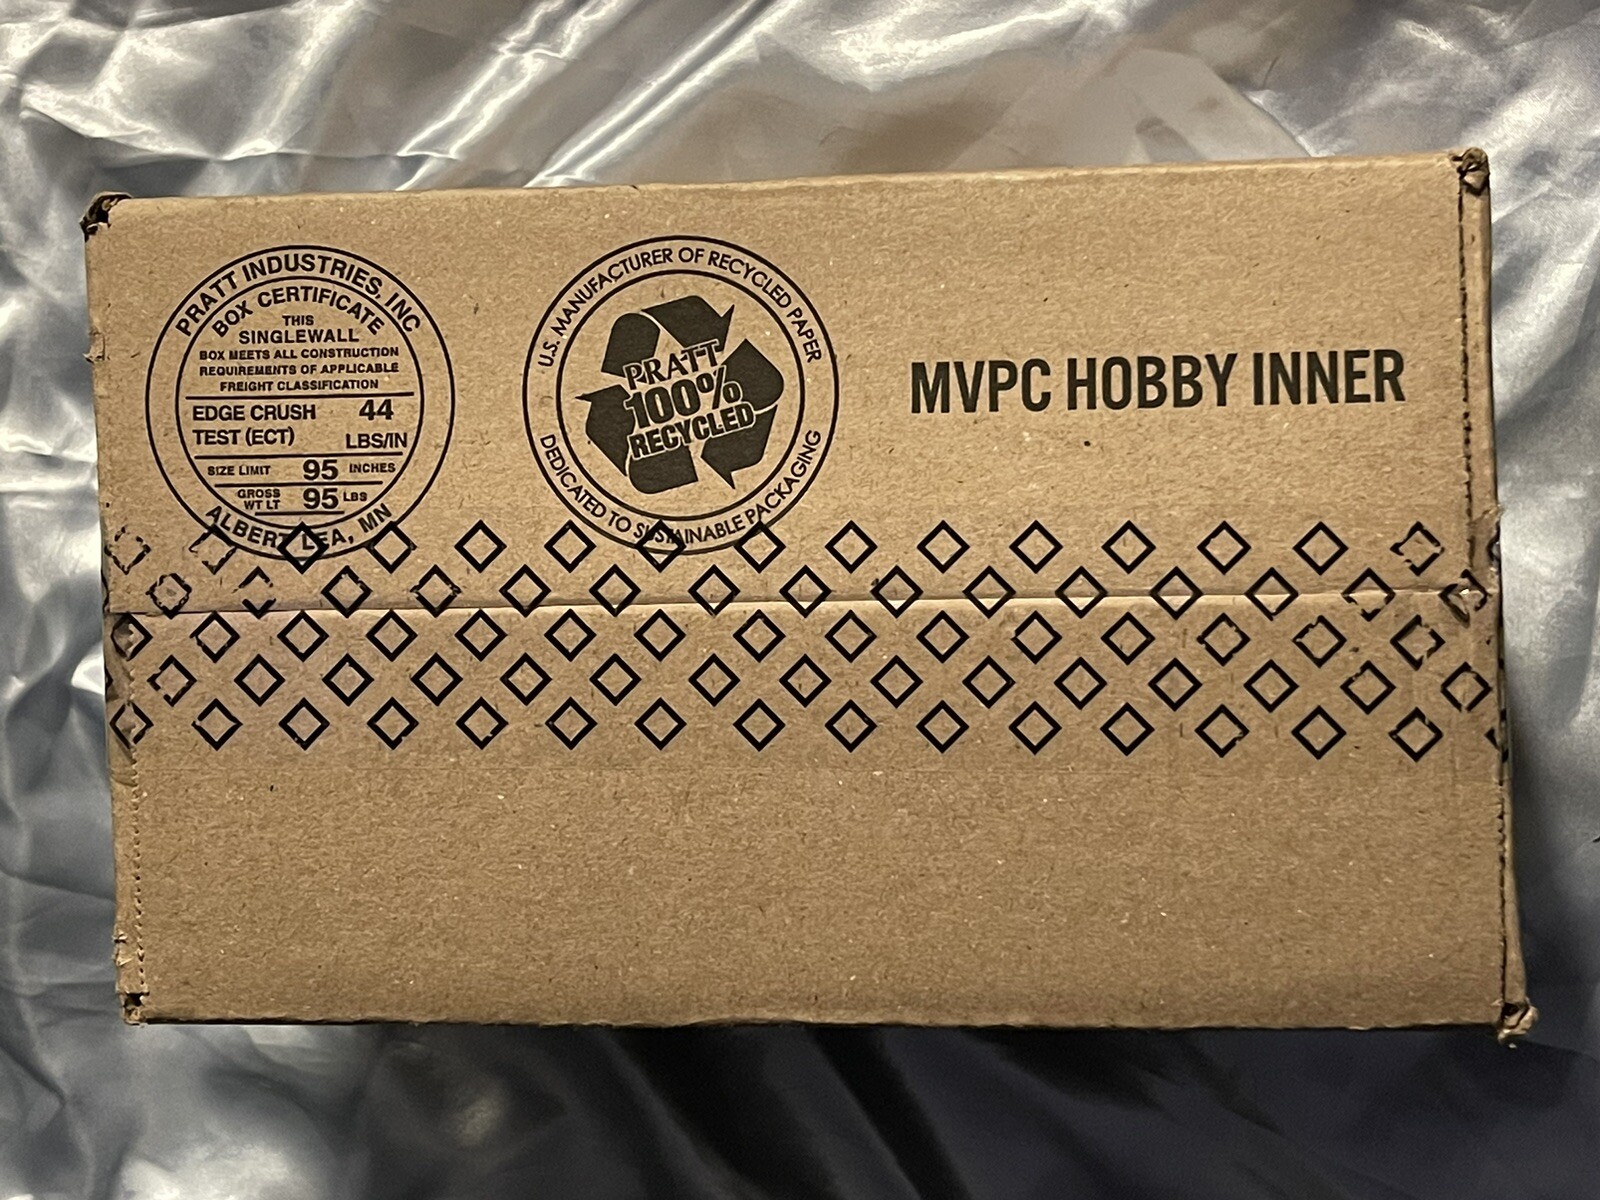 PRATT INDUSTRIES, INC
BOX CERTIFICATE
THIS
SINGLEWALL
BOX MEETS ALL CONSTRUCTION
REQUIREMENTS OF APPLICABLE
FREIGHT CLASSIFICATION
EDGE CRUSH 44
TEST (ECT) LBS/IN
SIZE LIMIT 95 INCHES
GROSS
WT LT 95 LBS
ALBERT LEA, MN
U.S. MANUFACTURER OF RECYCLED PAPER
PRATT
100%
RECYCLED
DEDICATED TO SUSTAINABLE PACKAGING
MVPC HOBBY INNER